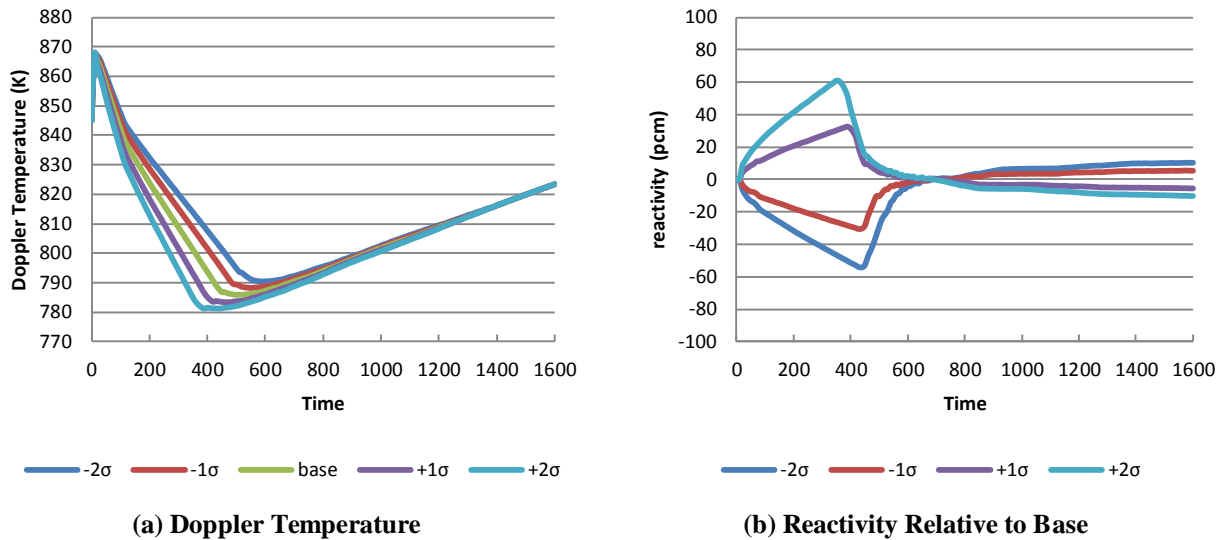 880
870
860
850
840
830
820
810
800
790
780
770
Doppler Temperature (K)
0 200 400 600 800 1000 1200 1400 1600
Time
-2σ -1σ base +1σ +2σ
(a) Doppler Temperature
100
80
60
40
20
0
-20
-40
-60
-80
-100
reactivity (pcm)
0 200 400 600 800 1000 1200 1400 1600
Time
-2σ -1σ +1σ +2σ
(b) Reactivity Relative to Base